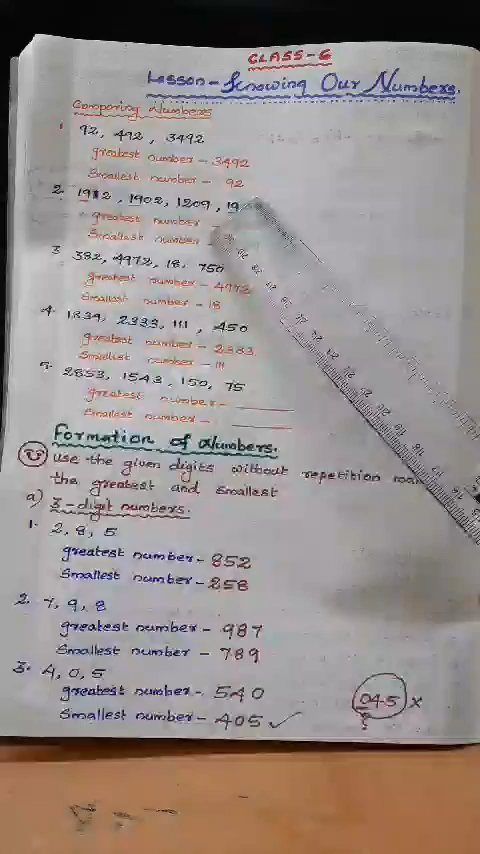 CLASS-6
Lesson - Knowing Our Numbers.
Comparing Numbers
1. 92, 492, 3492
greatest number - 3492
Smallest number - 92
2. 1912, 1902, 1209, 19
greatest number
Smallest number
3. 382, 4972, 18, 750
greatest number - 4972
Smallest number - 18
4. 1834, 2333, 111, 450
greatest number - 2383
Smallest number - 111
5. 2853, 1543, 150, 75
greatest number -
Smallest number -
Formation of Numbers.
Use the given digits without repetition
the greatest and smallest
a) 3-digit numbers.
1. 2, 8, 5
greatest number - 852
Smallest number - 258
2. 7, 9, 8
greatest number - 987
Smallest number - 789
3. 4, 0, 5
greatest number - 540
Smallest number - 405 ✓
045 x